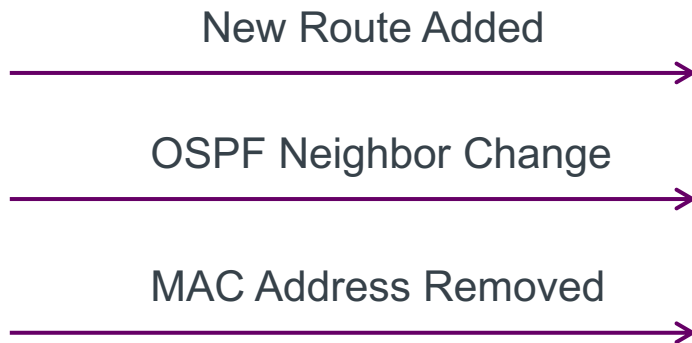 New Route Added
OSPF Neighbor Change
MAC Address Removed